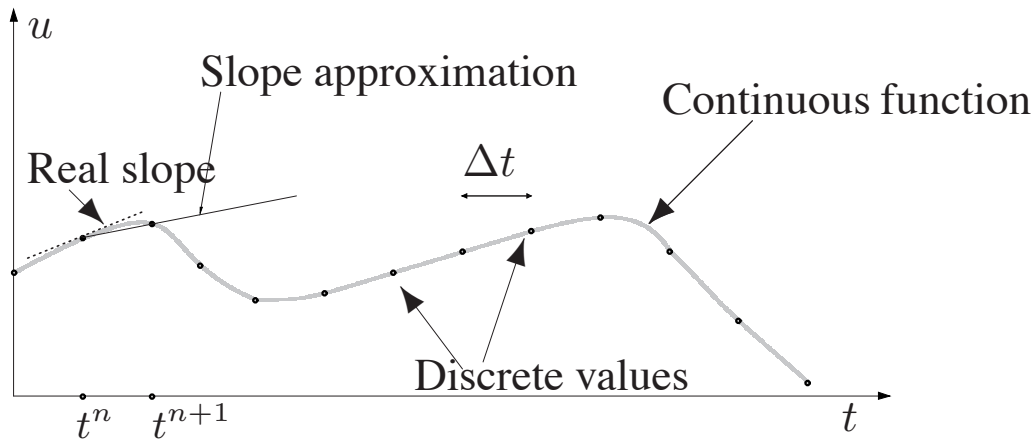 u
Slope approximation
Continuous function
Real slope
Δt
Discrete values
tⁿ
tⁿ⁺¹
t